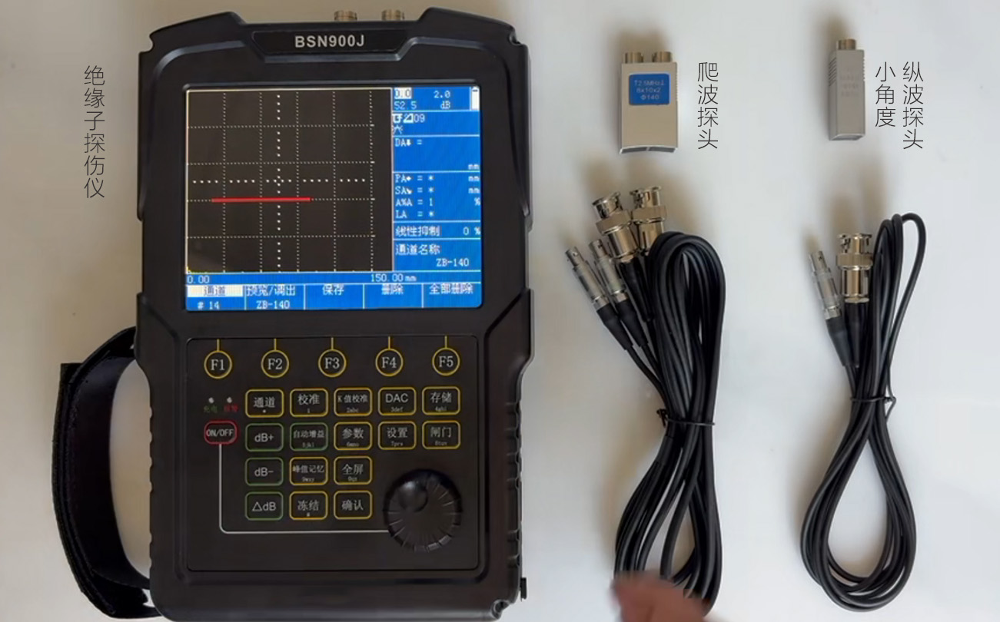 绝缘子探伤仪
BSN900J
0.0 2.0
52.5 dB
DA =
mm
PA = * mm
SA = * mm
A%A = 1 %
LA = *
线性抑制 0 %
通道名称
ZB-140
0.00 150.00 mm
通道 预览/调出 保存 删除 全部删除
# 14 ZB-140
F1 F2 F3 F4 F5
充电 报警
通道 校准 K值校准 DAC 存储
1 2abc 3def 4ghi
ON/OFF
dB+ 自动增益 参数 设置 闸门
5jkl 6mno 7prs 8tuv
dB- 峰值记忆 全屏
9wxy 0qz
△dB 冻结 确认
T2.5MHz
8x10x2
Φ140
爬波探头
小角度
纵波探头